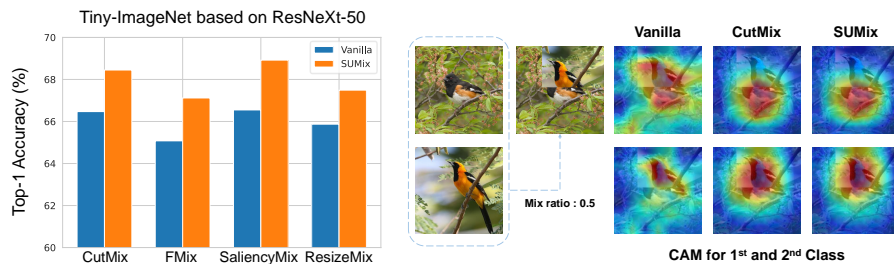 Tiny-ImageNet based on ResNeXt-50
Top-1 Accuracy (%)
70
68
66
64
62
60
Vanilla
SUMix
CutMix
FMix
SaliencyMix
ResizeMix
Mix ratio : 0.5
Vanilla
CutMix
SUMix
CAM for 1st and 2nd Class